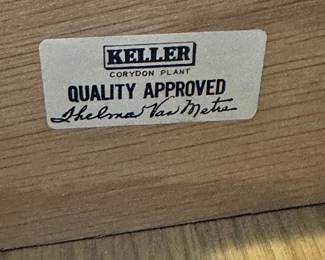 KELLER
CORYDON PLANT
QUALITY APPROVED
Thelma Van Metre